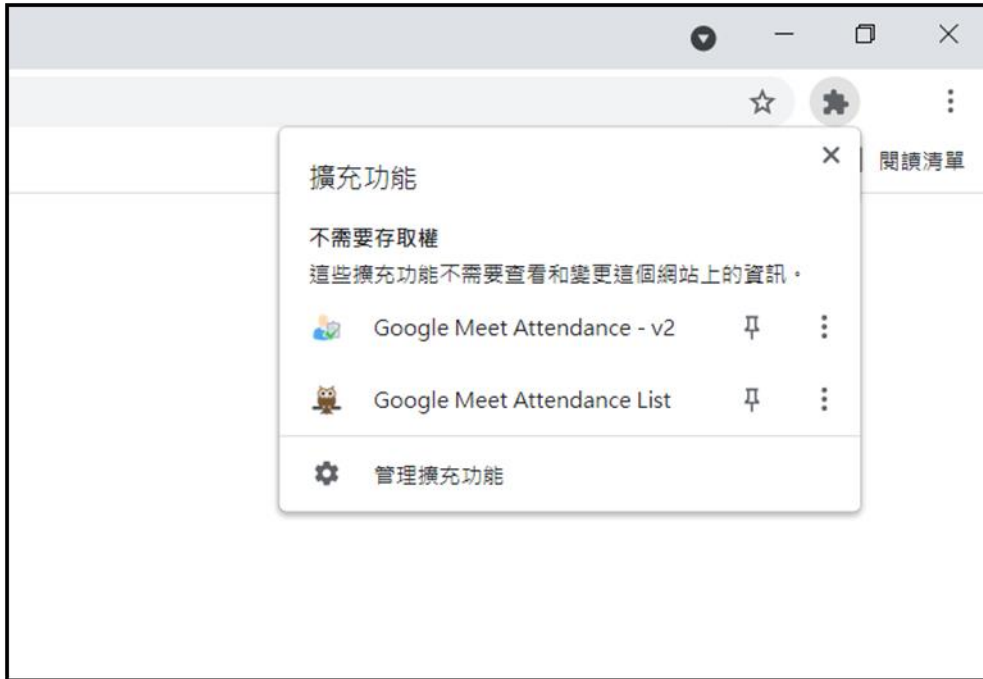 閱讀清單
擴充功能
不需要存取權
這些擴充功能不需要查看和變更這個網站上的資訊。
Google Meet Attendance - v2
Google Meet Attendance List
管理擴充功能